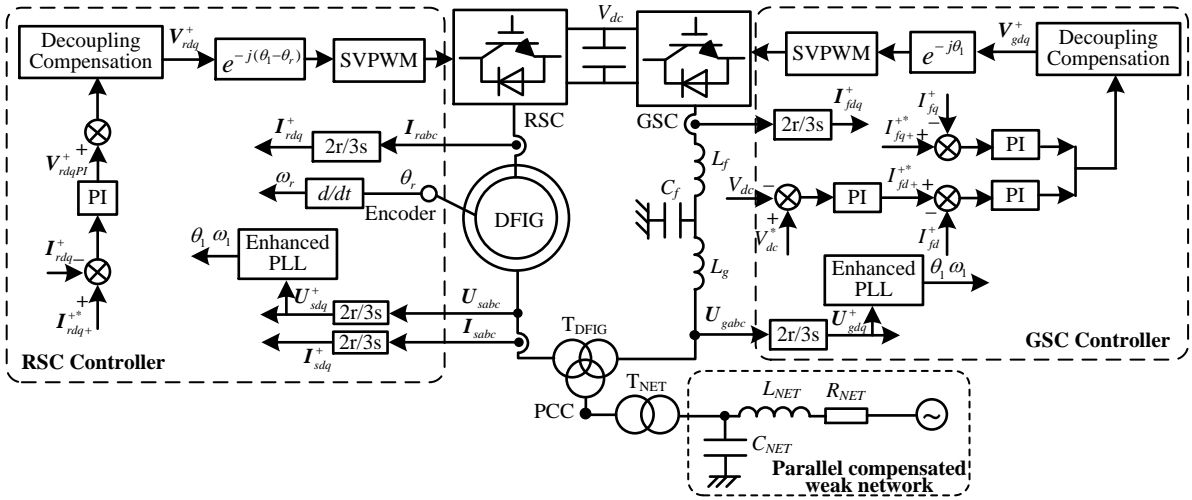 Decoupling
Compensation
V⁺rdq
e^−j(θ1−θr)
SVPWM
RSC
Vdc
GSC
SVPWM
e^−jθ1
V⁺gdq
Decoupling
Compensation
V⁺rdqPI
PI
I⁺rdq −
+
I⁺*rdq+
RSC Controller
I⁺rdq
2r/3s
Irabc
ωr
d/dt
θr
Encoder
DFIG
θ1 ω1
Enhanced
PLL
U⁺sdq
2r/3s
Usabc
I⁺sdq
2r/3s
Isabc
Lf
Cf
Lg
Ugabc
2r/3s
I⁺fdq
I⁺fq
−
I⁺*fq+ +
PI
Vdc −
+
V*dc
PI
I⁺*fd+ +
−
I⁺fd
PI
Enhanced
PLL
θ1 ω1
2r/3s
U⁺gdq
GSC Controller
TDFIG
PCC
TNET
LNET
RNET
CNET
~
Parallel compensated
weak network